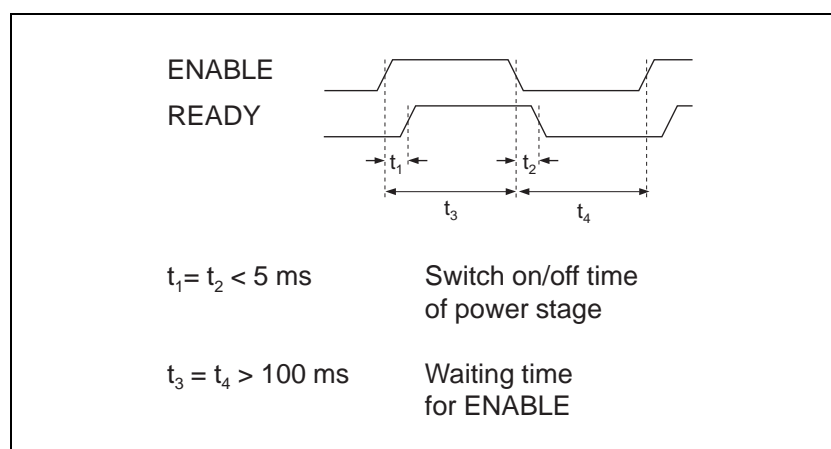 ENABLE
READY
t₁
t₂
t₃
t₄
t₁= t₂ < 5 ms
Switch on/off time
of power stage
t₃ = t₄ > 100 ms
Waiting time
for ENABLE